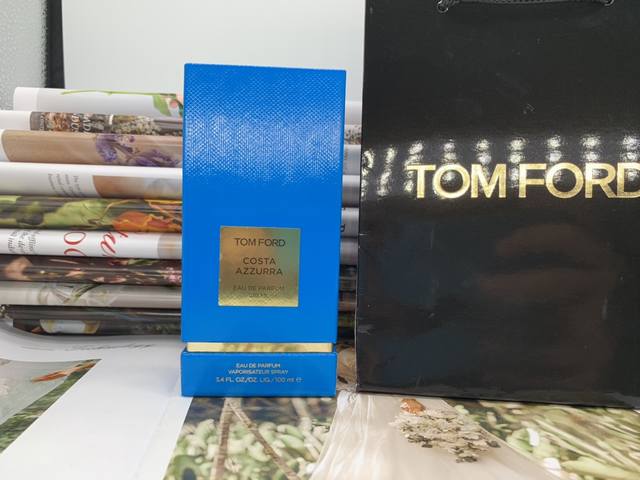 TOM FORD
COSTA
AZZURRA
EAU DE PARFUM
EAU DE PARFUM
VAPORISATEUR SPRAY
3.4 FL. OZ/OZ. LIQ./100 ml e
TOM FORD